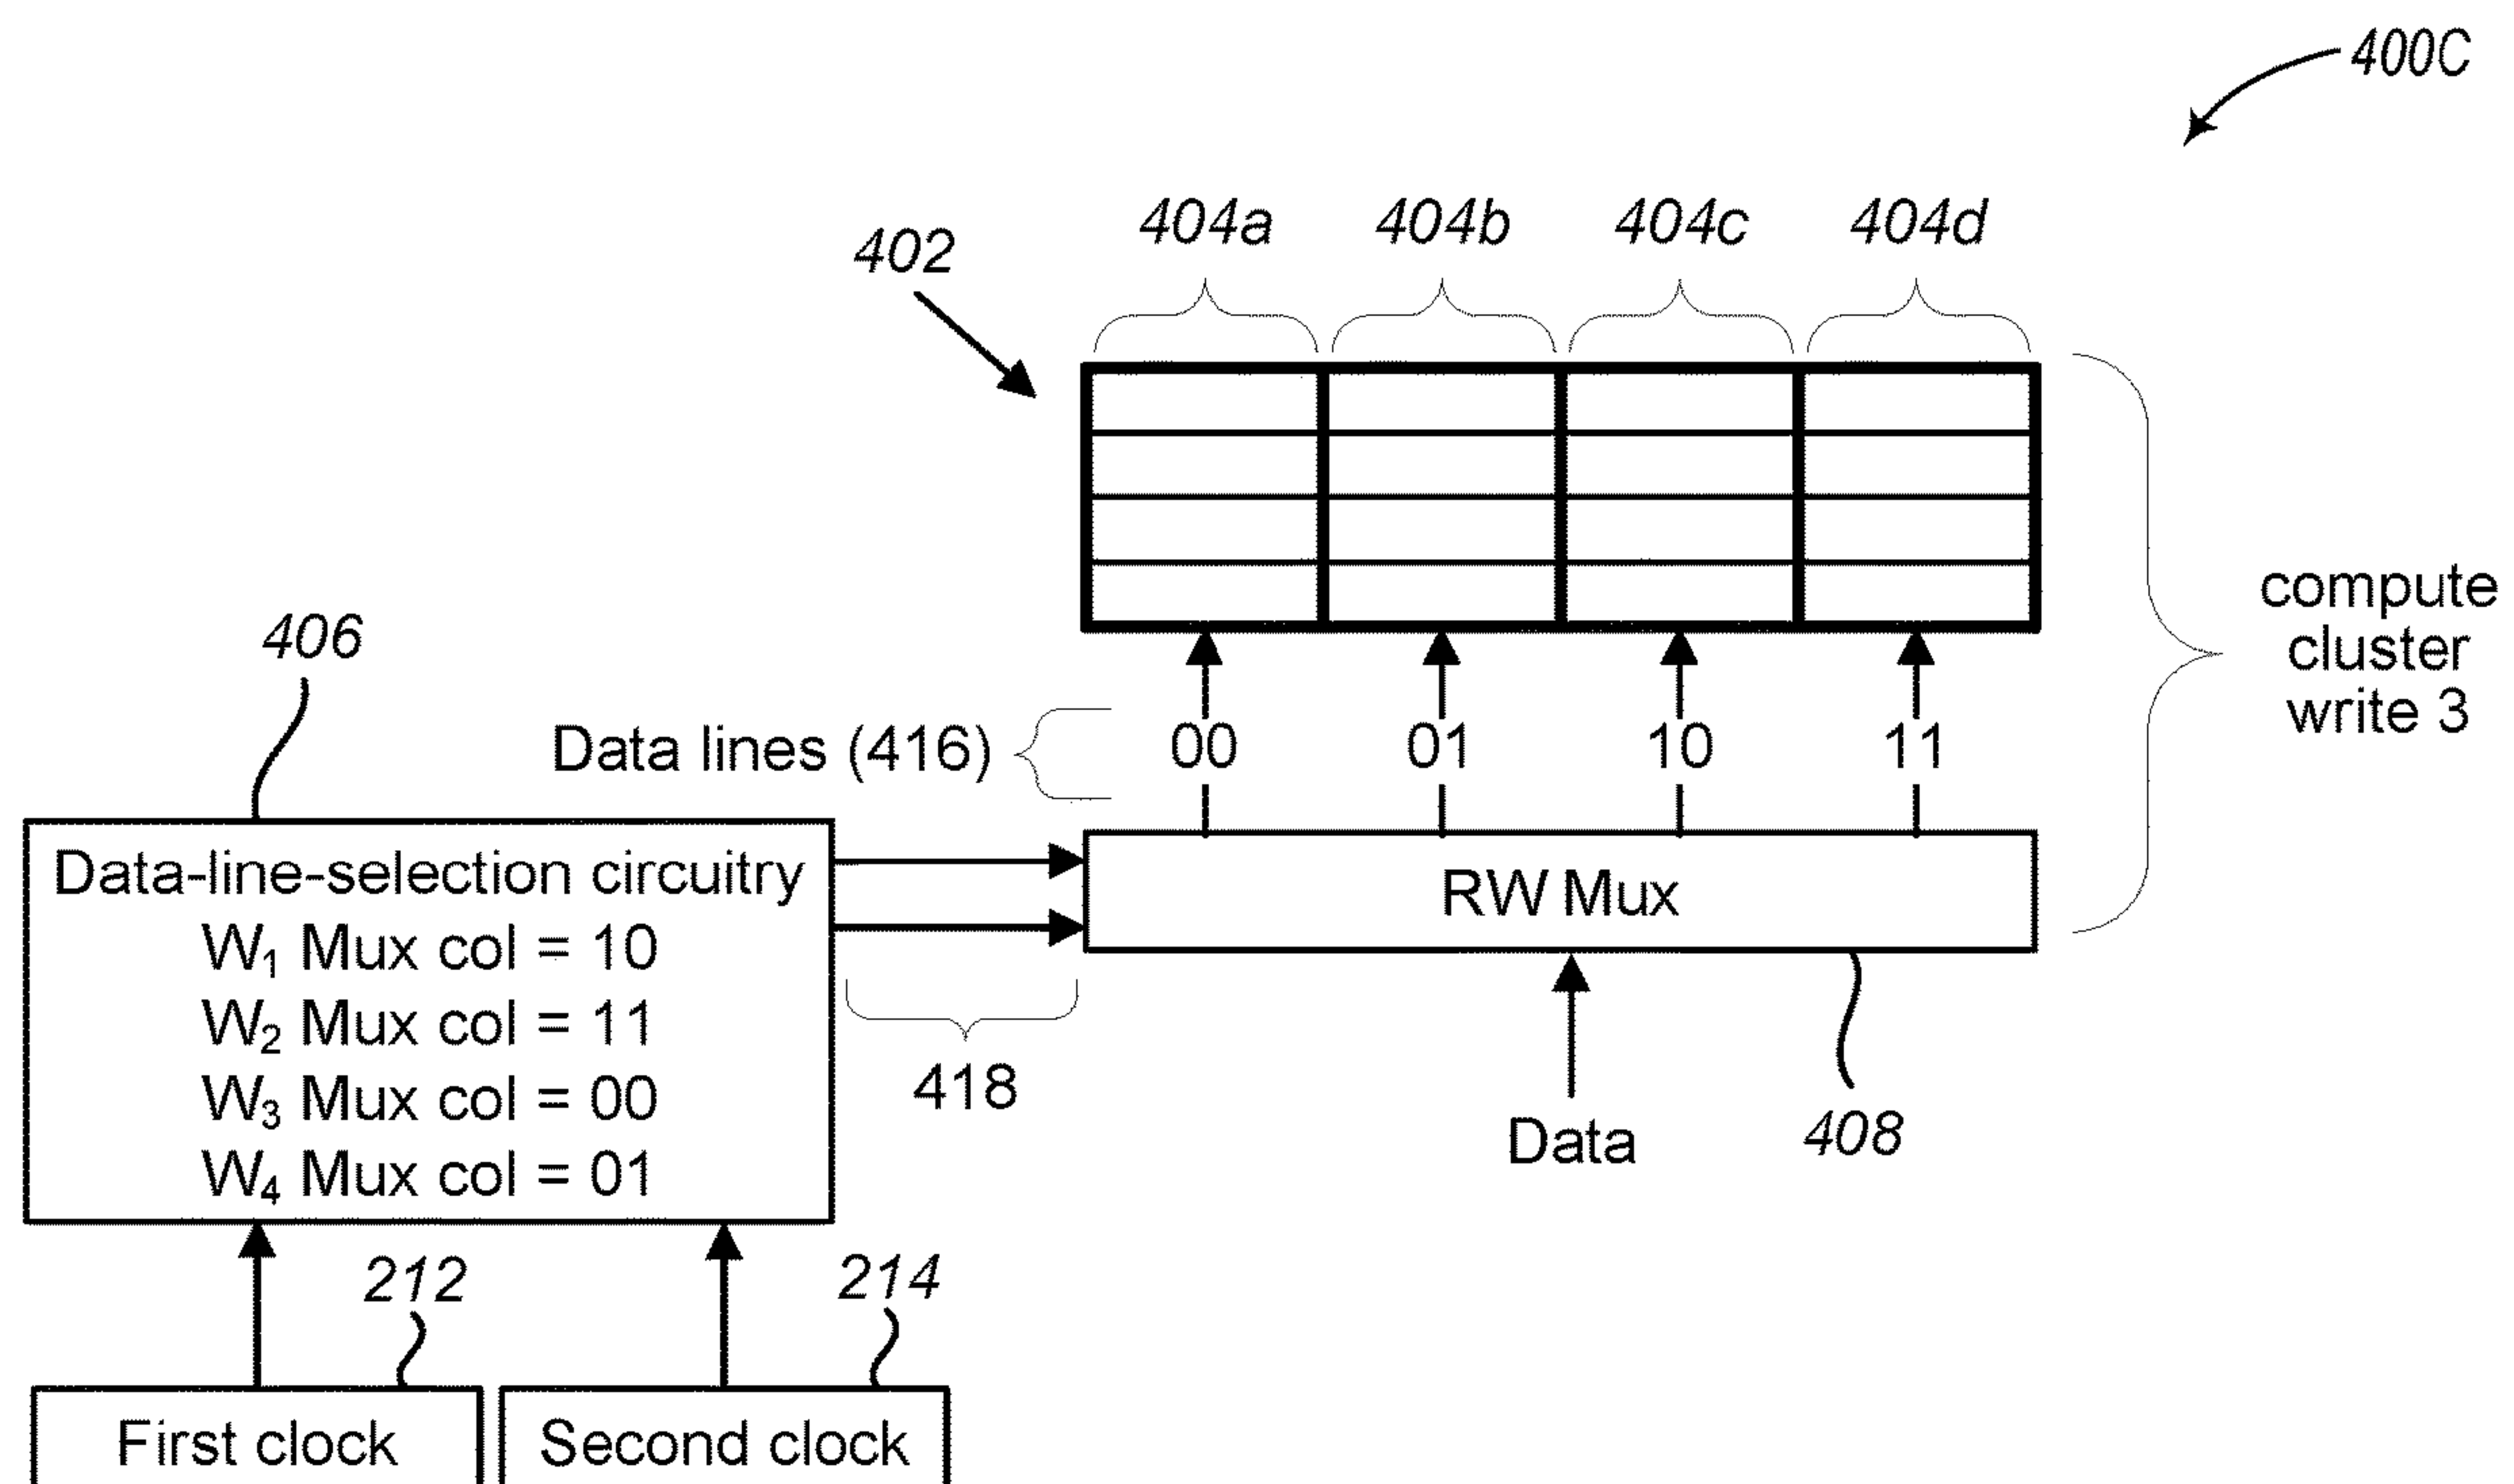 400C
404a 404b 404c 404d
402
compute
cluster
write 3
406
Data lines (416)
00 01 10 11
Data-line-selection circuitry
W₁ Mux col = 10
W₂ Mux col = 11
W₃ Mux col = 00
W₄ Mux col = 01
RW Mux
418
Data
408
212
214
First clock
Second clock